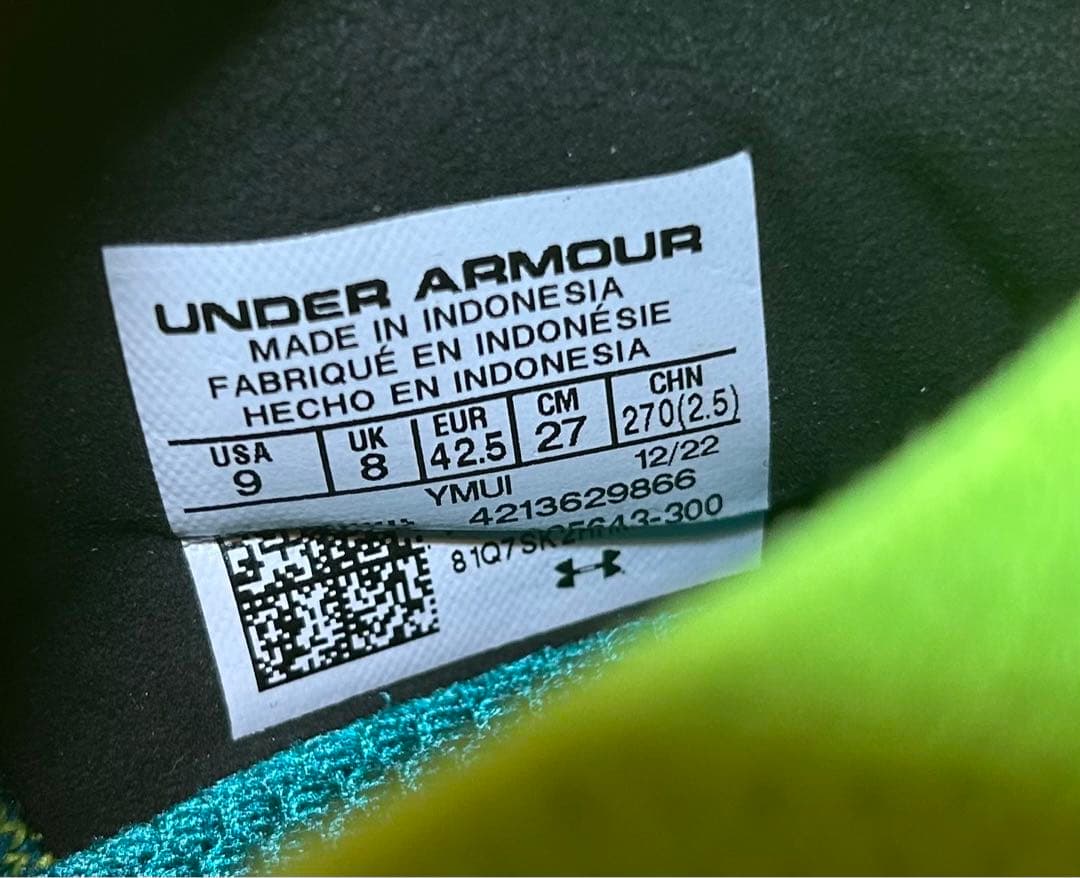 UNDER ARMOUR
MADE IN INDONESIA
FABRIQUÉ EN INDONÉSIE
HECHO EN INDONESIA
USA UK EUR CM CHN
9 8 42.5 27 270(2.5)
12/22
YMUI
4213629866